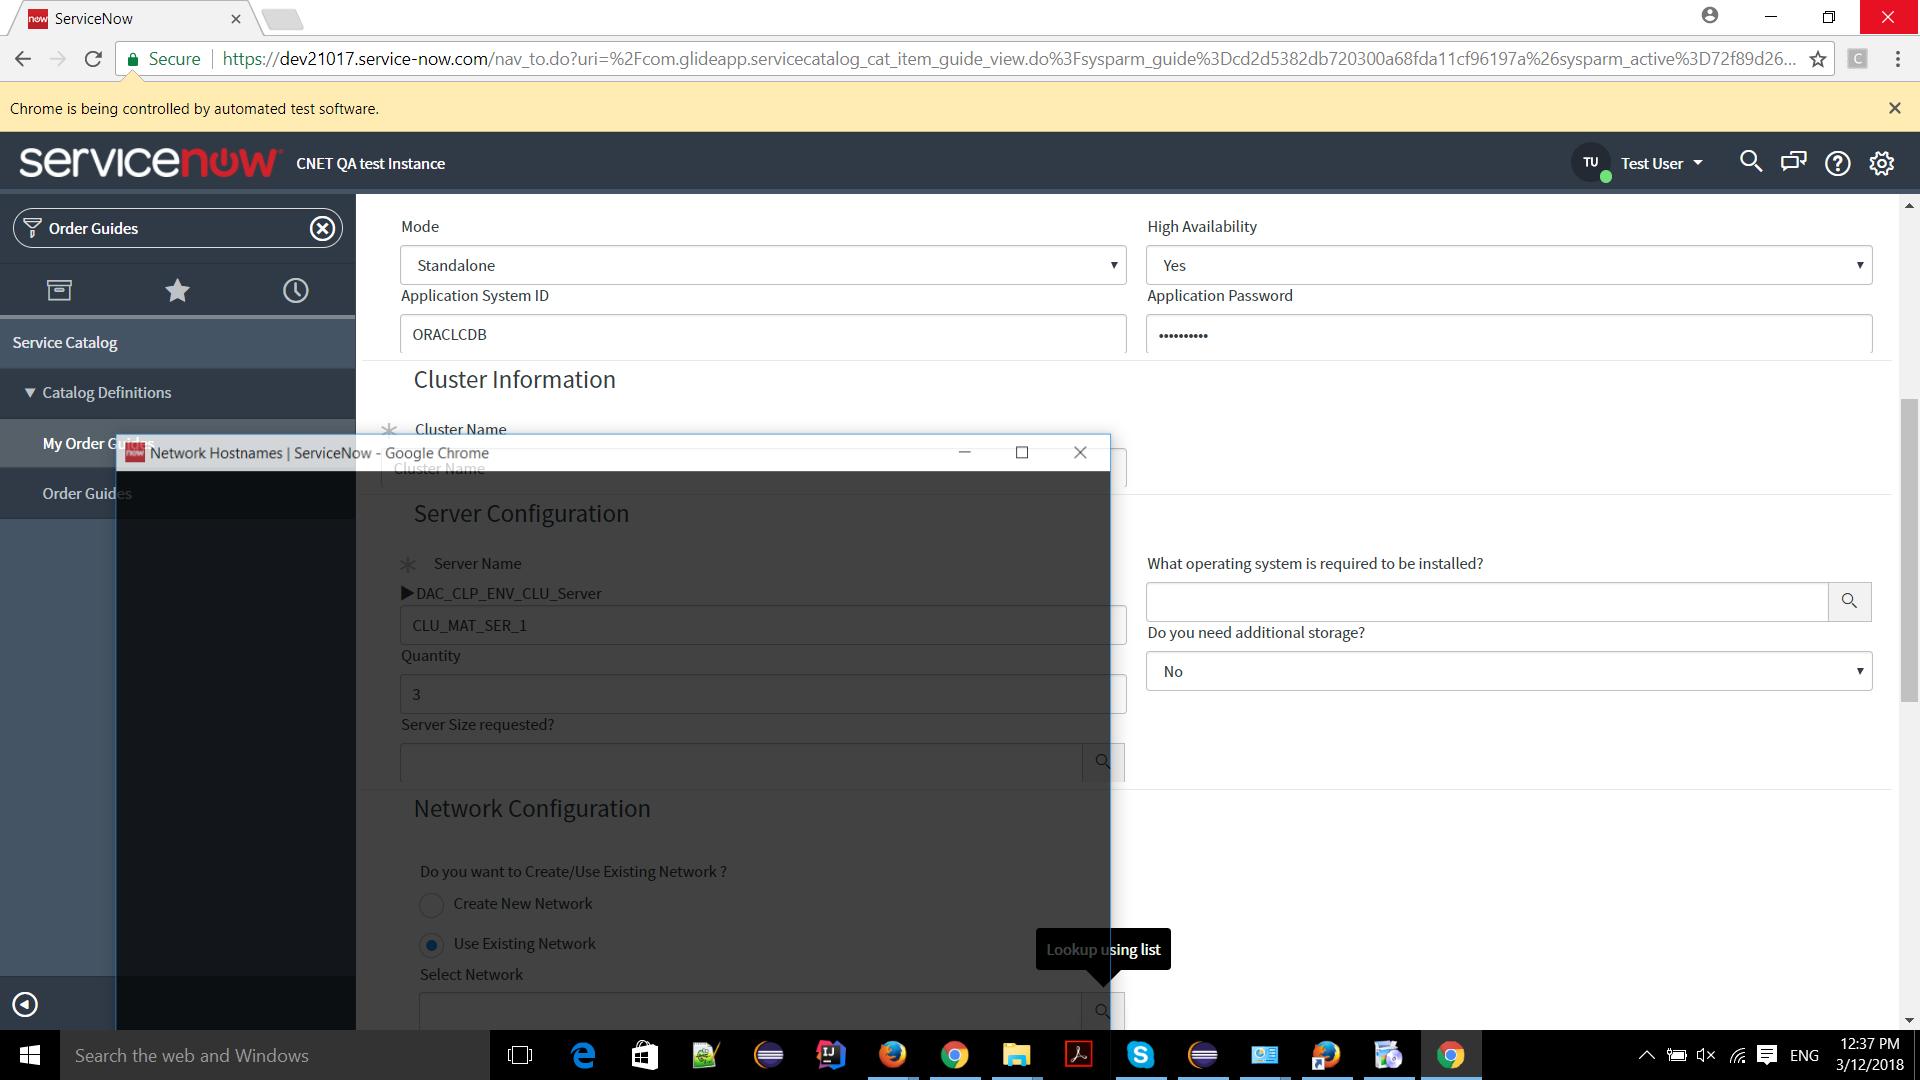 now ServiceNow
Secure https://dev21017.service-now.com/nav_to.do?uri=%2Fcom.glideapp.servicecatalog_cat_item_guide_view.do%3Fsysparm_guide%3Dcd2d5382db720300a68fda11cf96197a%26sysparm_active%3D72f89d26... C
Chrome is being controlled by automated test software.
servicenow CNET QA test Instance TU Test User
Order Guides
Service Catalog
Catalog Definitions
My Order Guides
Order Guides
Mode
Standalone
High Availability
Yes
Application System ID
ORACLCDB
Application Password
••••••••••
Cluster Information
Cluster Name
now Network Hostnames | ServiceNow - Google Chrome
Cluster Name
Server Configuration
Server Name
DAC_CLP_ENV_CLU_Server
CLU_MAT_SER_1
Quantity
3
Server Size requested?
What operating system is required to be installed?
Do you need additional storage?
No
Network Configuration
Do you want to Create/Use Existing Network ?
Create New Network
Use Existing Network
Select Network
Lookup using list
Search the web and Windows
ENG
12:37 PM
3/12/2018